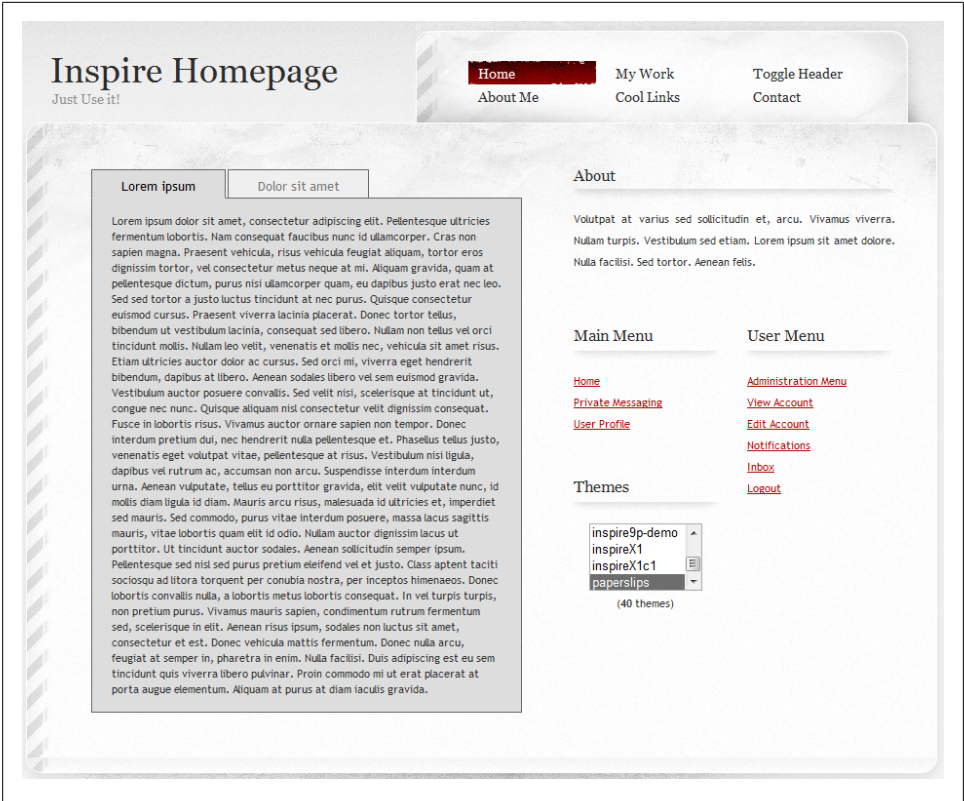 Inspire Homepage
Just Use it!
Home
My Work
Toggle Header
About Me
Cool Links
Contact
Lorem ipsum
Dolor sit amet
Lorem ipsum dolor sit amet, consectetur adipiscing elit. Pellentesque ultricies
fermentum lobortis. Nam consequat faucibus nunc id ullamcorper. Cras non
sapien magna. Praesent vehicula, risus vehicula feugiat aliquam, tortor eros
dignissim tortor, vel consectetur metus neque at mi. Aliquam gravida, quam at
pellentesque dictum, purus nisi ullamcorper quam, eu dapibus justo erat nec leo.
Sed sed tortor a justo luctus tincidunt at nec purus. Quisque consectetur
euismod cursus. Praesent viverra lacinia placerat. Donec tortor tellus,
bibendum ut vestibulum lacinia, consequat sed libero. Nullam non tellus vel orci
tincidunt mollis. Nullam leo velit, venenatis et mollis nec, vehicula sit amet risus.
Etiam ultricies auctor dolor ac cursus. Sed orci mi, viverra eget hendrerit
bibendum, dapibus at libero. Aenean sodales libero vel sem euismod gravida.
Vestibulum auctor posuere convallis. Sed velit nisi, scelerisque at tincidunt ut,
congue nec nunc. Quisque aliquam nisl consectetur velit dignissim consequat.
Fusce in lobortis risus. Vivamus auctor ornare sapien non tempor. Donec
interdum pretium dui, nec hendrerit nulla pellentesque et. Phasellus tellus justo,
venenatis eget volutpat vitae, pellentesque at risus. Vestibulum nisi ligula,
dapibus vel rutrum ac, accumsan non arcu. Suspendisse interdum interdum
urna. Aenean vulputate, tellus eu porttitor gravida, elit velit vulputate nunc, id
mollis diam ligula id diam. Mauris arcu risus, malesuada id ultricies et, imperdiet
sed mauris. Sed commodo, purus vitae interdum posuere, massa lacus sagittis
mauris, vitae lobortis quam elit id odio. Nullam auctor dignissim lacus ut
porttitor. Ut tincidunt auctor sodales. Aenean sollicitudin semper ipsum.
Pellentesque sed nisl sed purus pretium eleifend vel et justo. Class aptent taciti
sociosqu ad litora torquent per conubia nostra, per inceptos himenaeos. Donec
lobortis convallis nulla, a lobortis metus lobortis consequat. In vel turpis turpis,
non pretium purus. Vivamus mauris sapien, condimentum rutrum fermentum
sed, scelerisque in elit. Aenean risus ipsum, sodales non luctus sit amet,
consectetur et est. Donec vehicula mattis fermentum. Donec nulla arcu,
feugiat at semper in, pharetra in enim. Nulla facilisi. Duis adipiscing est eu sem
tincidunt quis viverra libero pulvinar. Proin commodo mi ut erat placerat at
porta augue elementum. Aliquam at purus at diam iaculis gravida.
About
Volutpat at varius sed sollicitudin et, arcu. Vivamus viverra.
Nullam turpis. Vestibulum sed etiam. Lorem ipsum sit amet dolore.
Nulla facilisi. Sed tortor. Aenean felis.
Main Menu
Home
Private Messaging
User Profile
User Menu
Administration Menu
View Account
Edit Account
Notifications
Inbox
Logout
Themes
inspire9p-demo
inspireX1
inspireX1c1
paperslips
(40 themes)